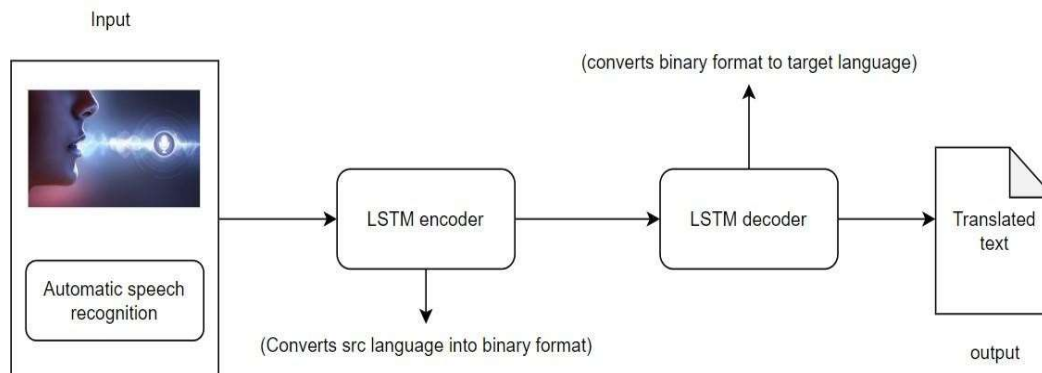 Input
(converts binary format to target language)
LSTM encoder
LSTM decoder
Translated
text
Automatic speech
recognition
(Converts src language into binary format)
output